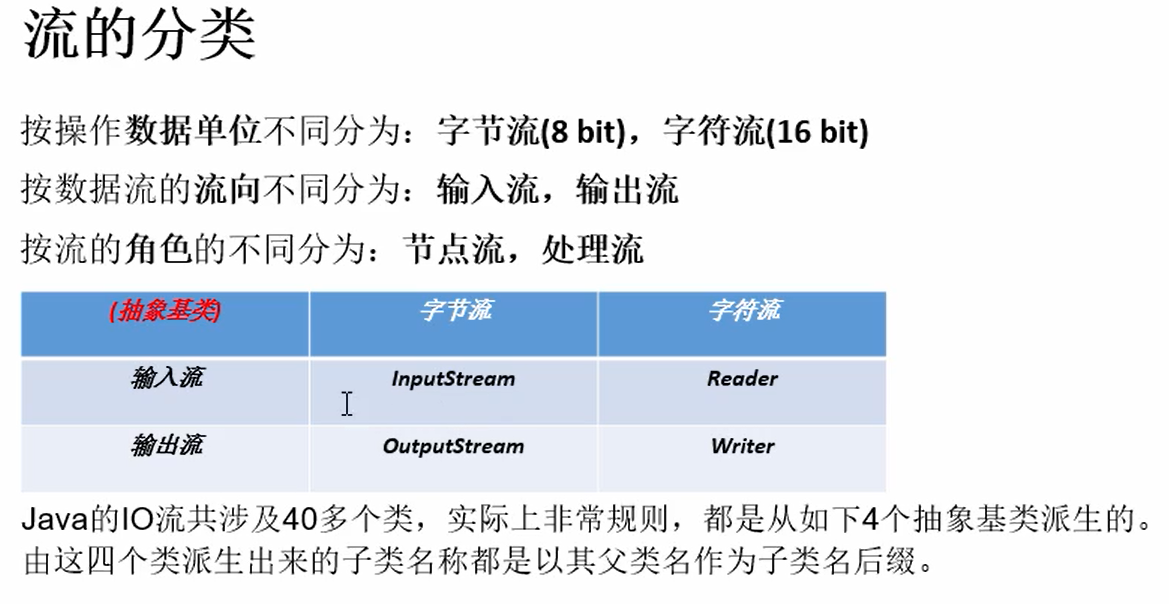 流的分类
按操作数据单位不同分为：字节流(8 bit)，字符流(16 bit)
按数据流的流向不同分为：输入流，输出流
按流的角色的不同分为：节点流，处理流
(抽象基类) 字节流 字符流
输入流 InputStream Reader
输出流 OutputStream Writer
Java的IO流共涉及40多个类，实际上非常规则，都是从如下4个抽象基类派生的。
由这四个类派生出来的子类名称都是以其父类名作为子类名后缀。